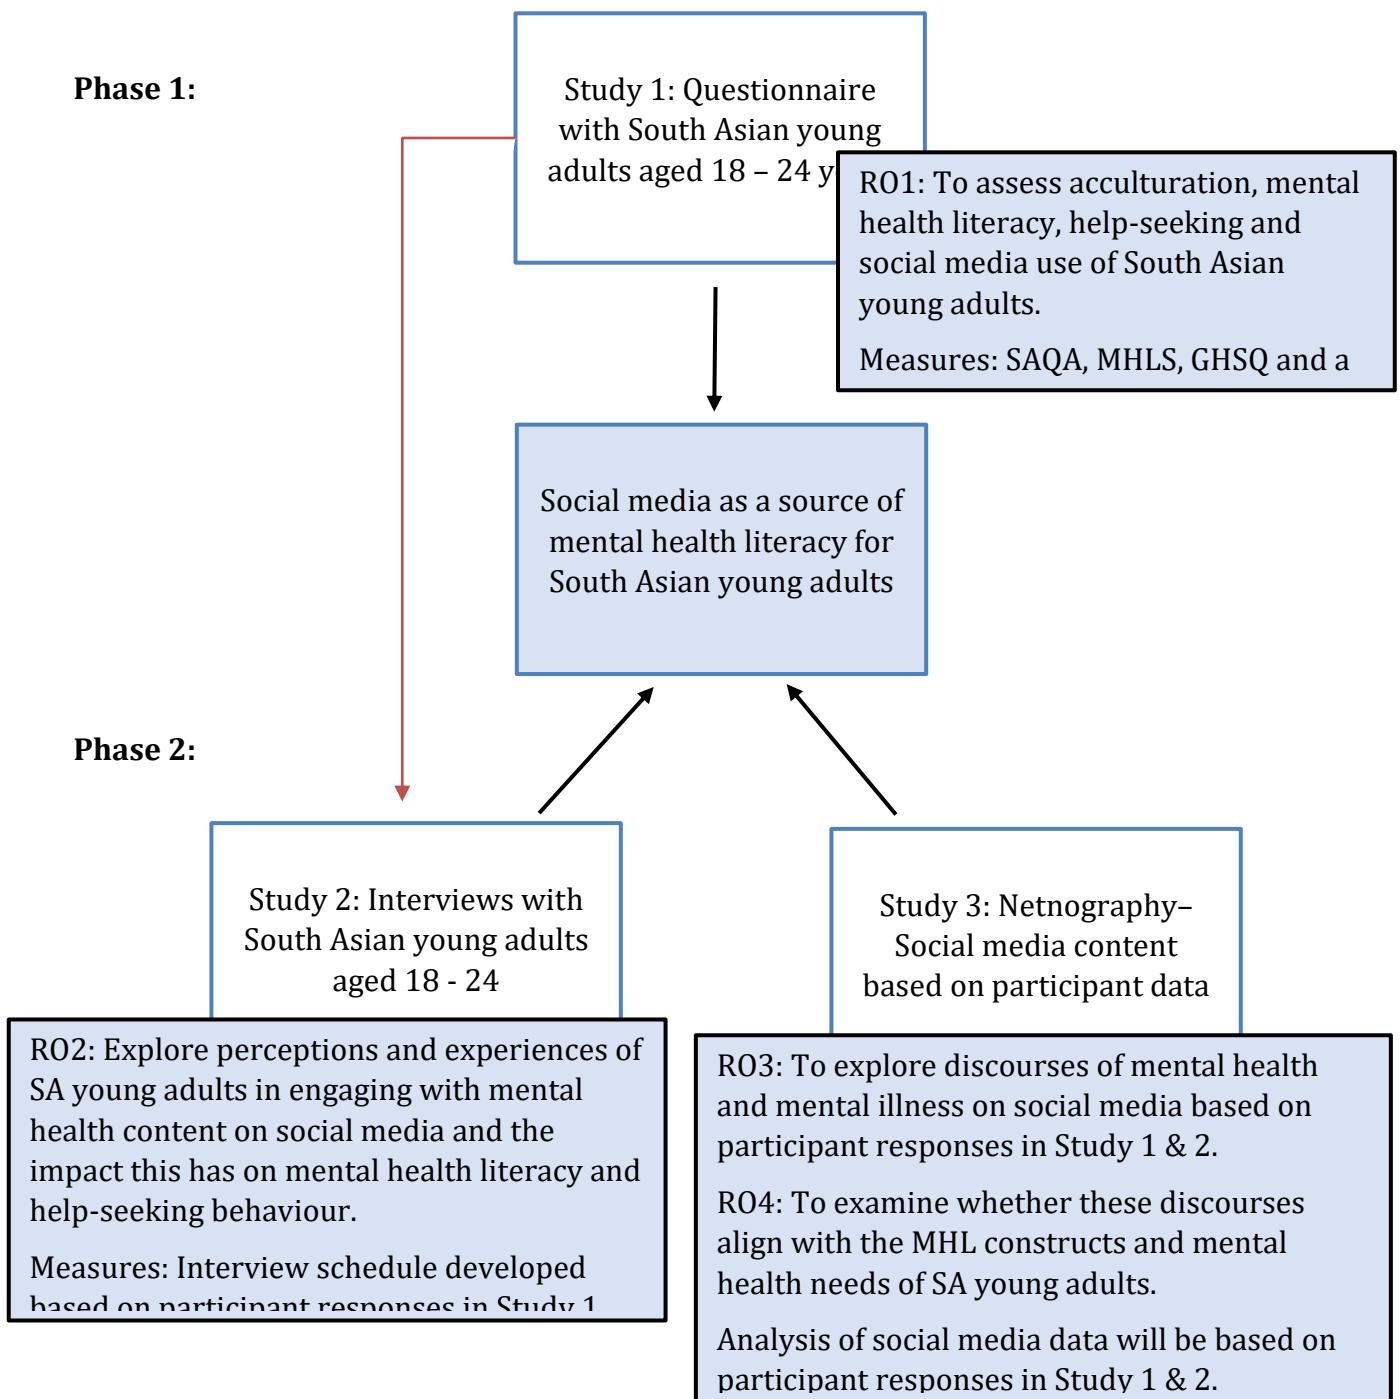 Phase 1:
Study 1: Questionnaire
with South Asian young
adults aged 18 – 24 y
RO1: To assess acculturation, mental
health literacy, help-seeking and
social media use of South Asian
young adults.
Measures: SAQA, MHLS, GHSQ and a
Social media as a source of
mental health literacy for
South Asian young adults
Phase 2:
Study 2: Interviews with
South Asian young adults
aged 18 - 24
RO2: Explore perceptions and experiences of
SA young adults in engaging with mental
health content on social media and the
impact this has on mental health literacy and
help-seeking behaviour.
Measures: Interview schedule developed
based on participant responses in Study 1
Study 3: Netnography–
Social media content
based on participant data
RO3: To explore discourses of mental health
and mental illness on social media based on
participant responses in Study 1 & 2.
RO4: To examine whether these discourses
align with the MHL constructs and mental
health needs of SA young adults.
Analysis of social media data will be based on
participant responses in Study 1 & 2.